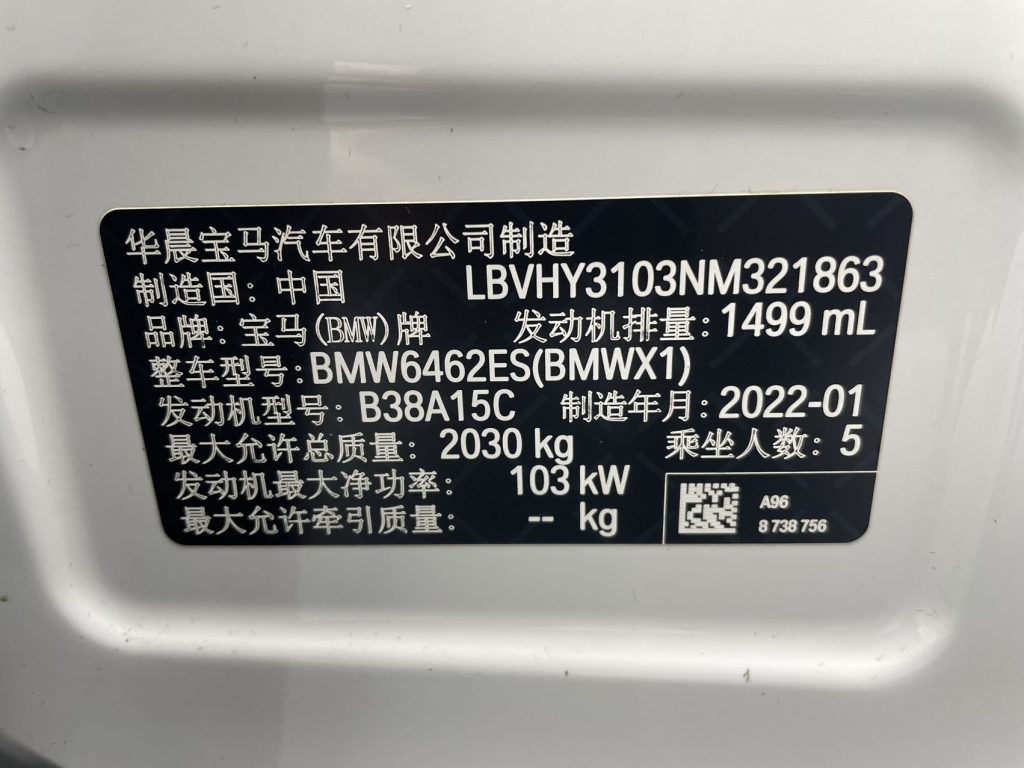 华晨宝马汽车有限公司制造
制造国：中国 LBVHY3103NM321863
品牌：宝马(BMW)牌 发动机排量：1499 mL
整车型号：BMW6462ES(BMWX1)
发动机型号：B38A15C 制造年月：2022-01
最大允许总质量：2030 kg 乘坐人数：5
发动机最大净功率：103 kW
最大允许牵引质量：-- kg
A96
8 738 756